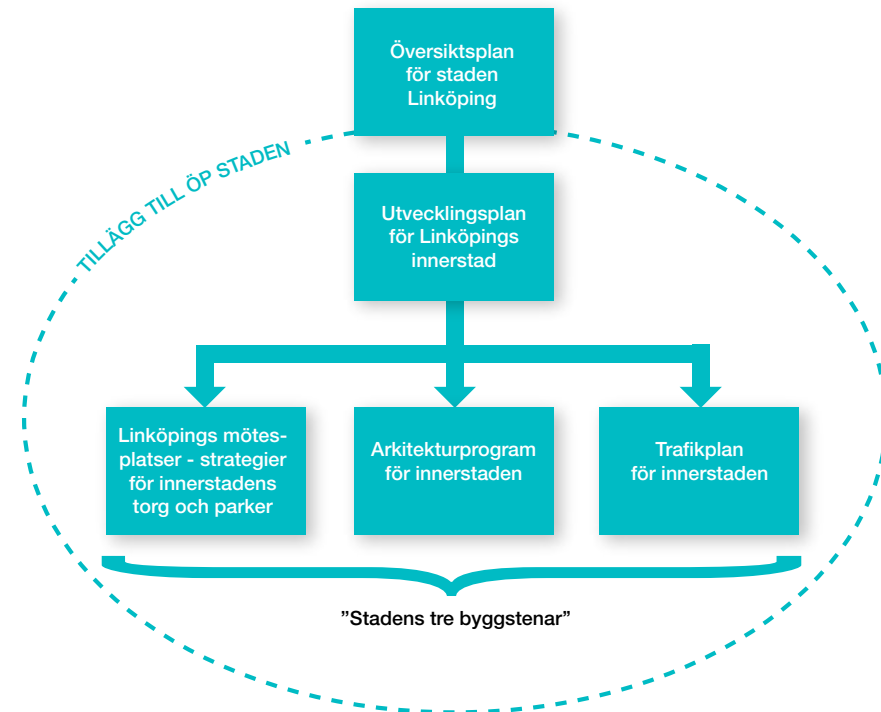 Översiktsplan
för staden
Linköping
TILLÄGG TILL ÖP STADEN
Utvecklingsplan
för Linköpings
innerstad
Linköpings mötes-
platser - strategier
för innerstadens
torg och parker
Arkitekturprogram
för innerstaden
Trafikplan
för innerstaden
”Stadens tre byggstenar”